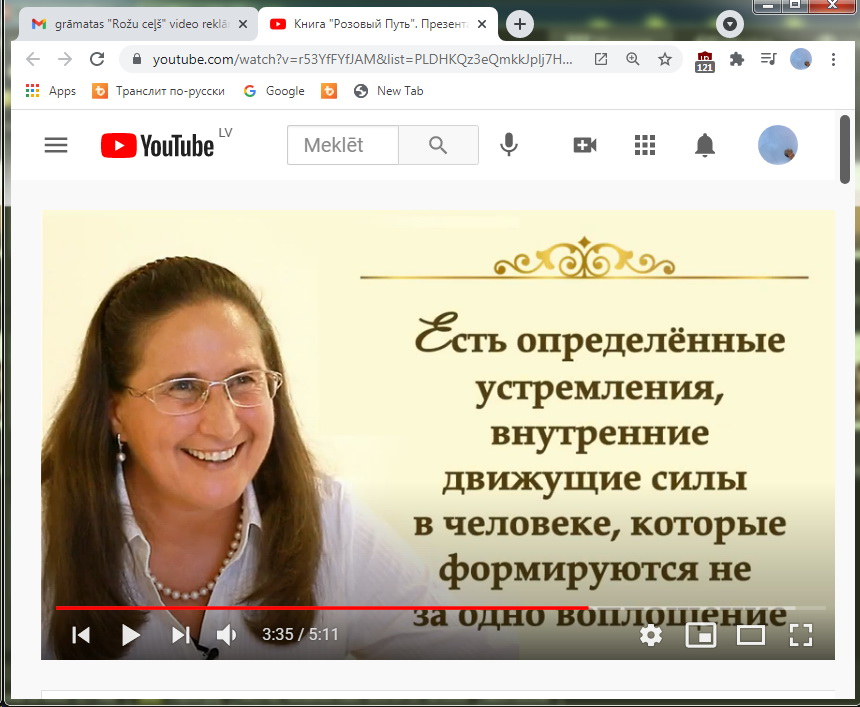 grāmatas "Rožu ceļš" video reklā
Книга "Розовый Путь". Презента
youtube.com/watch?v=r53YfFYfJAM&list=PLDHKQz3eQmkkJpIj7H...
121
Apps
Транслит по-русски
Google
New Tab
YouTube LV
Meklēt
Есть определённые
устремления,
внутренние
движущие силы
в человеке, которые
формируются не
за одно воплощение
3:35 / 5:11